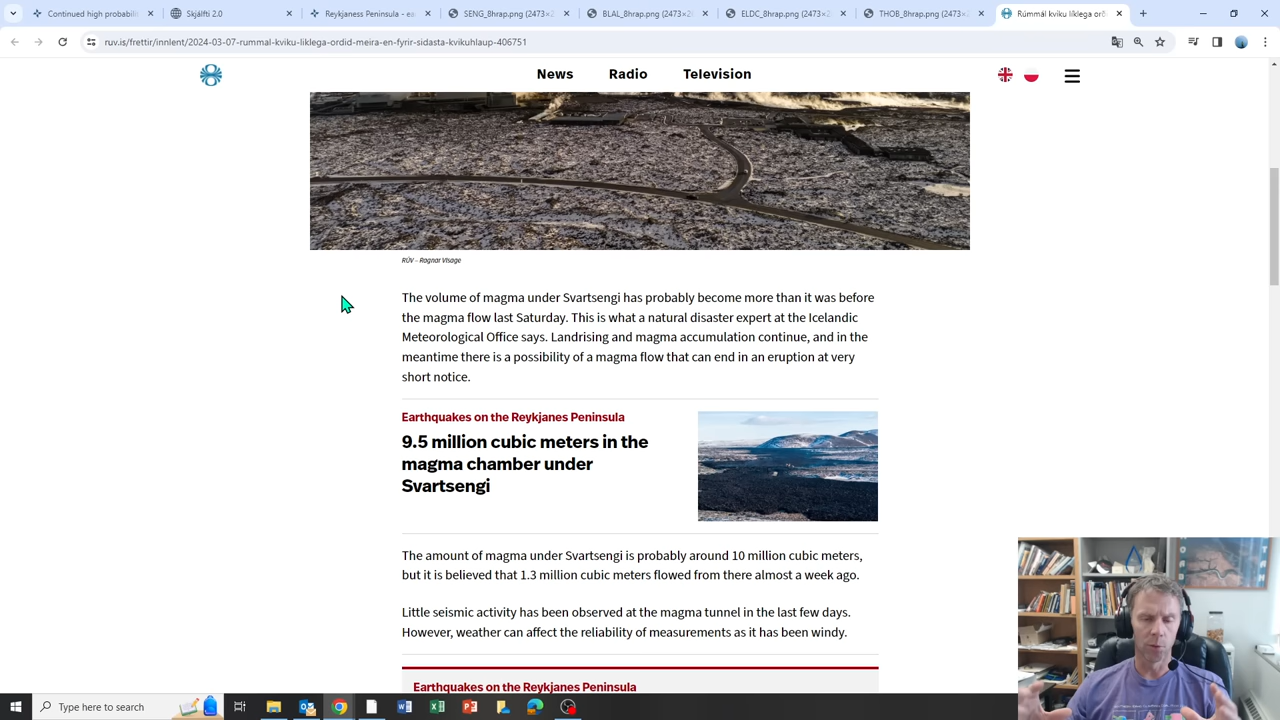 Continued high probabili
Skjálfti 2.0
Reykjaness Peninsula - ea
SENG_8hrap.png (2473×2
BLAL_8hrap.png (2473×26
ELDC_8hrap.png (2473×24
THOB_8hrap.png (2473×2
Rúmmál kviku líklega orð
ruv.is/frettir/innlent/2024-03-07-rummal-kviku-liklega-ordid-meira-en-fyrir-sidasta-kvikuhlaup-406751
News Radio Television
RÚV – Ragnar Visage
The volume of magma under Svartsengi has probably become more than it was before
the magma flow last Saturday. This is what a natural disaster expert at the Icelandic
Meteorological Office says. Landrising and magma accumulation continue, and in the
meantime there is a possibility of a magma flow that can end in an eruption at very
short notice.
Earthquakes on the Reykjanes Peninsula
9.5 million cubic meters in the
magma chamber under
Svartsengi
The amount of magma under Svartsengi is probably around 10 million cubic meters,
but it is believed that 1.3 million cubic meters flowed from there almost a week ago.
Little seismic activity has been observed at the magma tunnel in the last few days.
However, weather can affect the reliability of measurements as it has been windy.
Earthquakes on the Reykjanes Peninsula
Type here to search